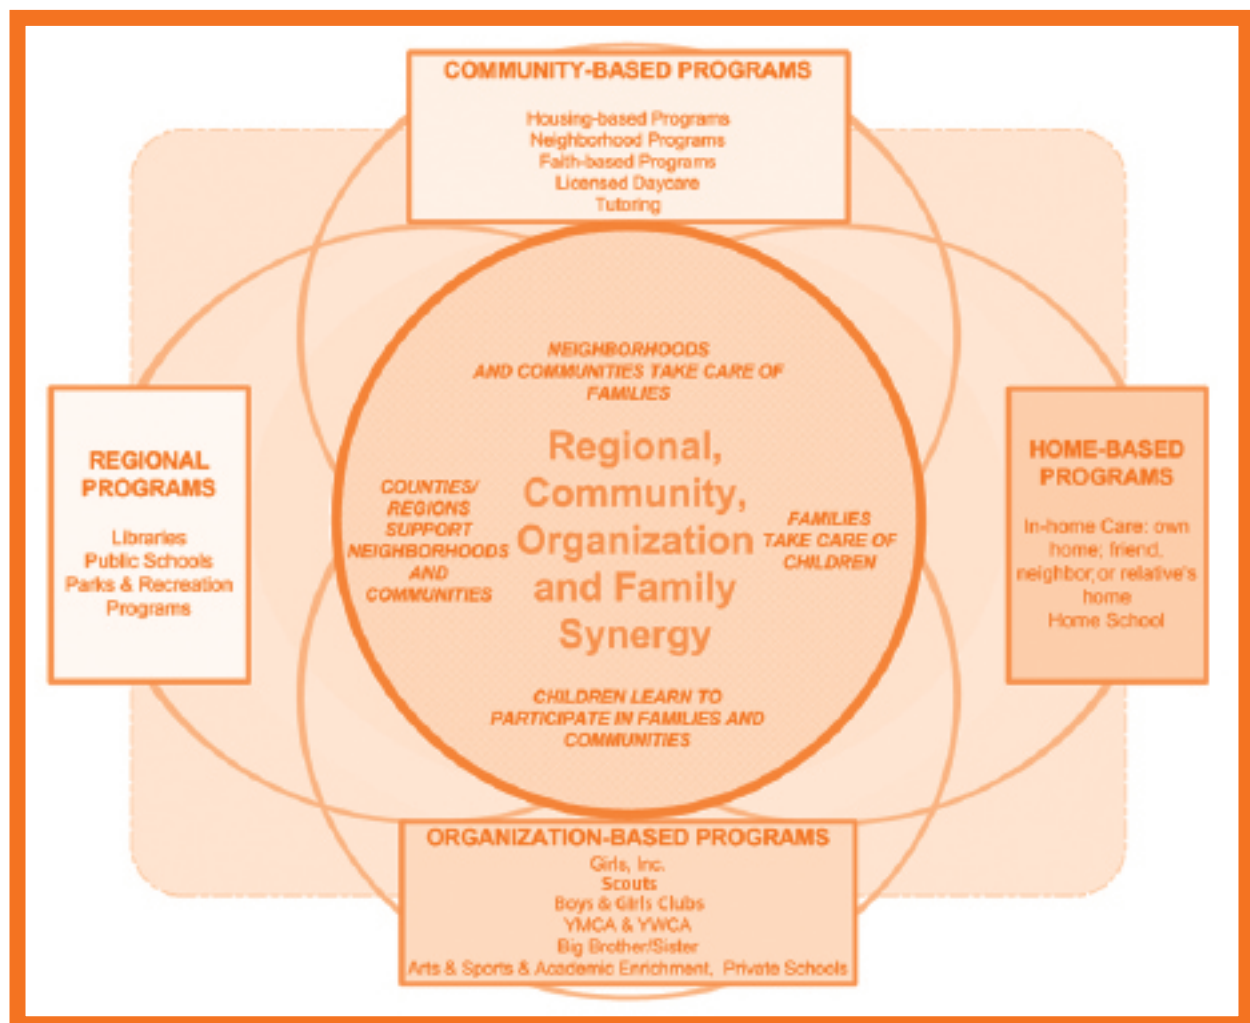 COMMUNITY-BASED PROGRAMS
Housing-based Programs
Neighborhood Programs
Faith-based Programs
Licensed Daycare
Tutoring
NEIGHBORHOODS
AND COMMUNITIES TAKE CARE OF
FAMILIES
REGIONAL
PROGRAMS
Libraries
Public Schools
Parks & Recreation
Programs
COUNTIES/
REGIONS
SUPPORT
NEIGHBORHOODS
AND
COMMUNITIES
Regional,
Community,
Organization
and Family
Synergy
FAMILIES
TAKE CARE OF
CHILDREN
HOME-BASED
PROGRAMS
In-home Care: own
home; friend,
neighbor, or relative's
home
Home School
CHILDREN LEARN TO
PARTICIPATE IN FAMILIES AND
COMMUNITIES
ORGANIZATION-BASED PROGRAMS
Girls, Inc.
Scouts
Boys & Girls Clubs
YMCA & YWCA
Big Brother/Sister
Arts & Sports & Academic Enrichment, Private Schools